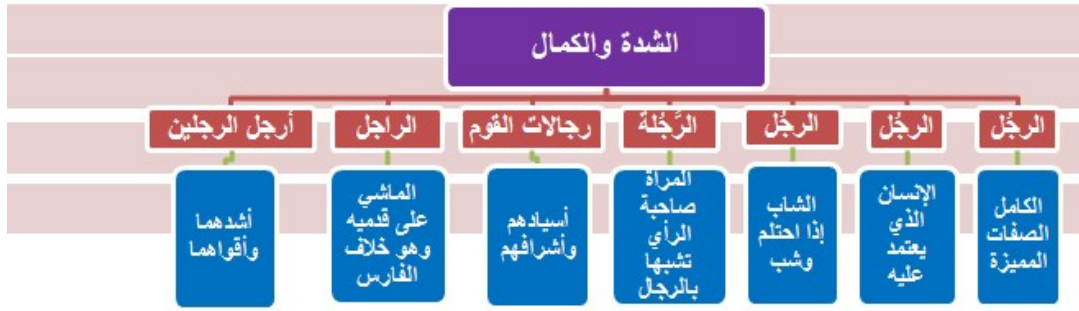 الشدة والكمال
الرجُل
الرجُل
الرجُل
الرَّجُلة
رجالات القوم
الراجل
أرجل الرجلين
الكامل
الصفات
المميزة
الإنسان
الذي
يعتمد
عليه
الشاب
إذا احتلم
وشب
المرأة
صاحبة
الرأي
تشبها
بالرجال
أسيادهم
وأشرافهم
الماشي
على قدميه
وهو خلاف
الفارس
أشدهما
وأقواهما